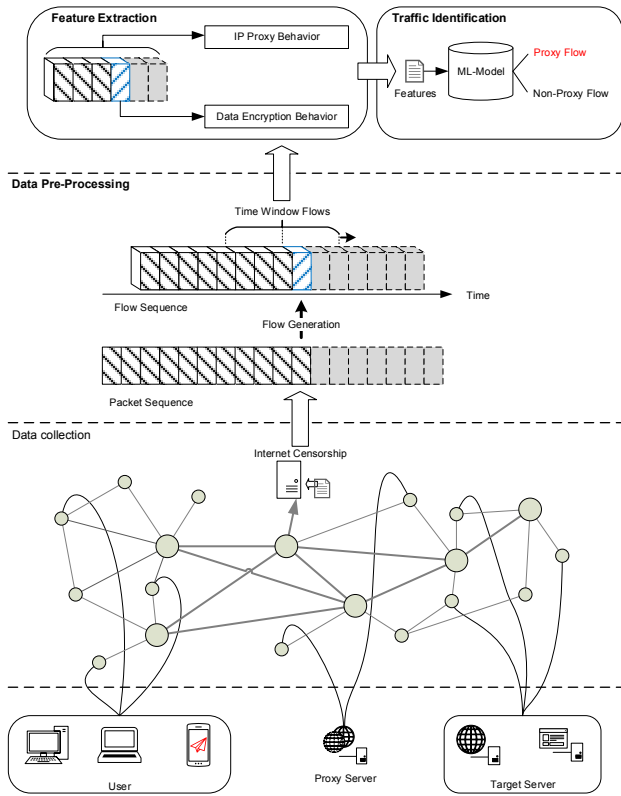 Feature Extraction
Traffic Identification
IP Proxy Behavior
Data Encryption Behavior
Features
ML-Model
Proxy Flow
Non-Proxy Flow
Data Pre-Processing
Time Window Flows
Flow Sequence
Time
Flow Generation
Packet Sequence
Data collection
Internet Censorship
User
Proxy Server
Target Server